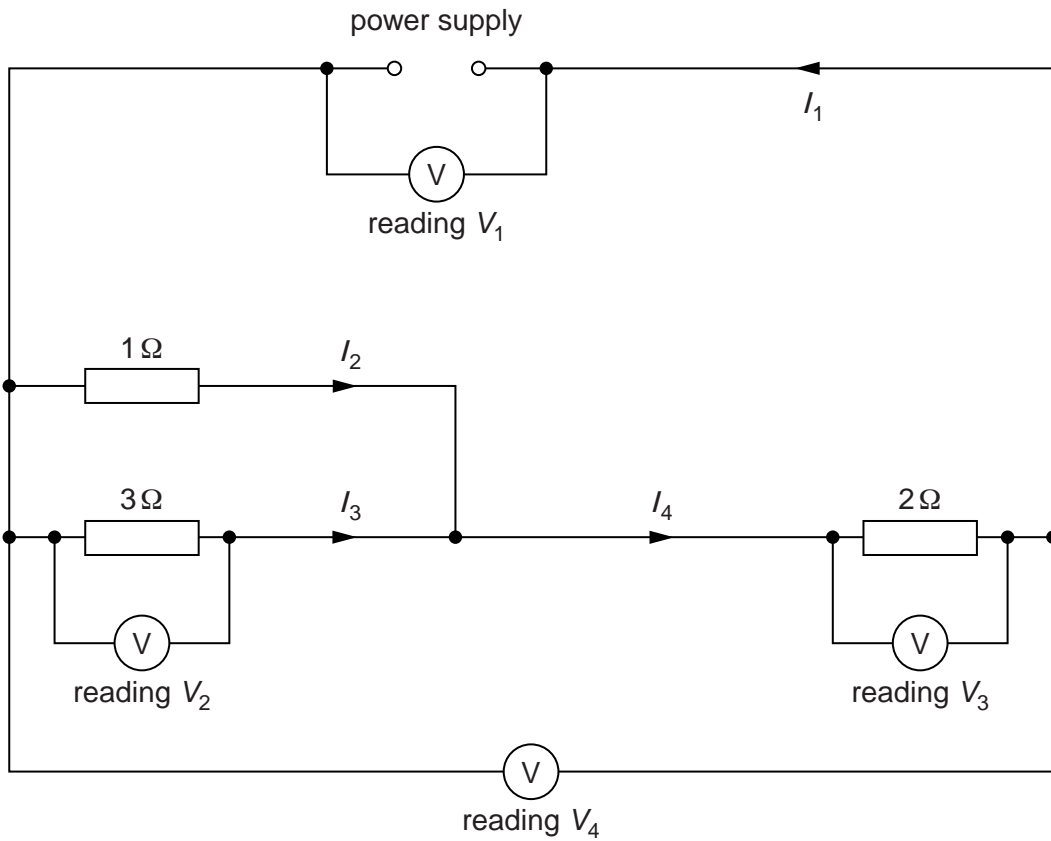 power supply
I₁
V
reading V₁
1 Ω
I₂
3 Ω
I₃
I₄
2 Ω
V
V
reading V₂
reading V₃
V
reading V₄